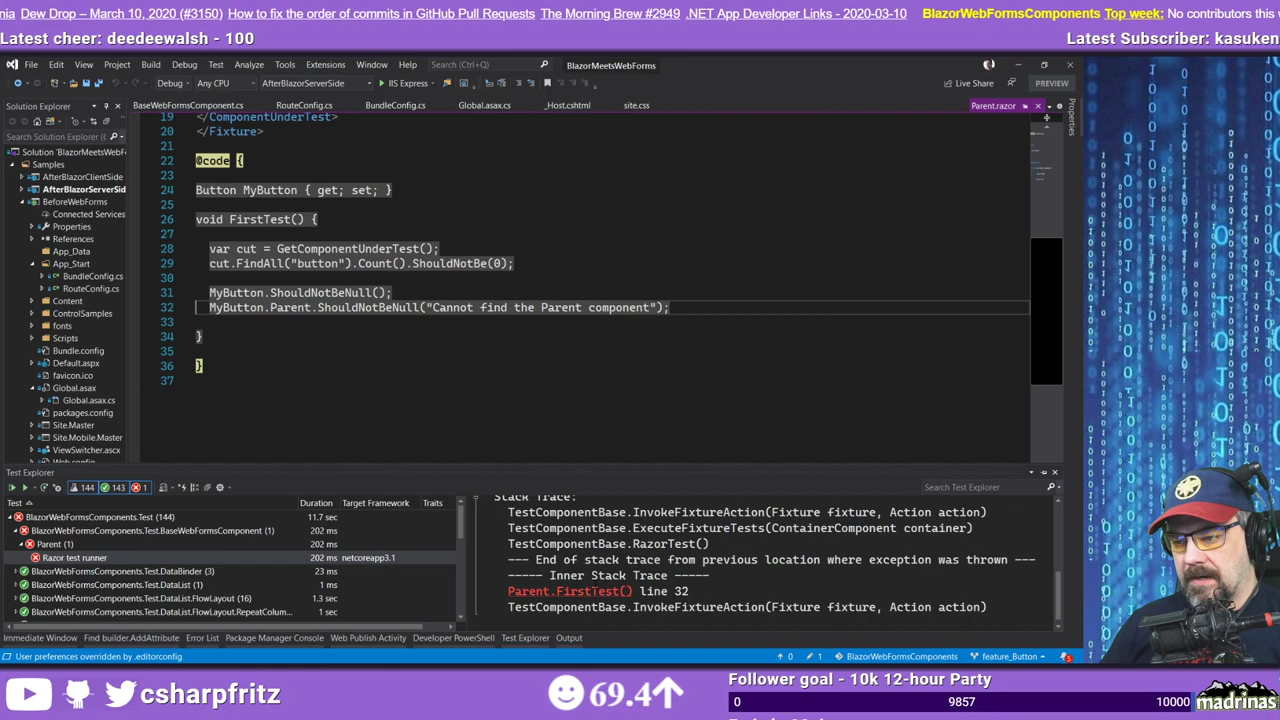 nia Dew Drop – March 10, 2020 (#3150) How to fix the order of commits in GitHub Pull Requests The Morning Brew #2949 .NET App Developer Links - 2020-03-10 BlazorWebFormsComponents Top week: No contributors this
Latest cheer: deedeewalsh - 100
Latest Subscriber: kasuken
File Edit View Project Build Debug Test Analyze Tools Extensions Window Help Search (Ctrl+Q) BlazorMeetsWebForms
Debug Any CPU AfterBlazorServerSide IIS Express Live Share PREVIEW
Solution Explorer
BaseWebFormsComponent.cs RouteConfig.cs BundleConfig.cs Global.asax.cs _Host.cshtml site.css Parent.razor
Properties
Search Solution Explorer (Ctrl+;)
Solution 'BlazorMeetsWebF
Samples
AfterBlazorClientSide
AfterBlazorServerSide
BeforeWebForms
Connected Services
Properties
References
App_Data
App_Start
BundleConfig.cs
RouteConfig.cs
Content
ControlSamples
fonts
Scripts
Bundle.config
Default.aspx
favicon.ico
Global.asax
Global.asax.cs
packages.config
Site.Master
Site.Mobile.Master
ViewSwitcher.ascx
Web.config
19 </ComponentUnderTest>
20 </Fixture>
21
22 @code {
23
24 Button MyButton { get; set; }
25
26 void FirstTest() {
27
28 var cut = GetComponentUnderTest();
29 cut.FindAll("button").Count().ShouldNotBe(0);
30
31 MyButton.ShouldNotBeNull();
32 MyButton.Parent.ShouldNotBeNull("Cannot find the Parent component");
33
34 }
35
36 }
37
Test Explorer
144 143 1
Search Test Explorer
Test Duration Target Framework Traits
BlazorWebFormsComponents.Test (144) 11.7 sec
BlazorWebFormsComponents.Test.BaseWebFormsComponent (1) 202 ms
Parent (1) 202 ms
Razor test runner 202 ms netcoreapp3.1
BlazorWebFormsComponents.Test.DataBinder (3) 23 ms
BlazorWebFormsComponents.Test.DataList (1) 1 ms
BlazorWebFormsComponents.Test.DataList.FlowLayout (16) 1.3 sec
BlazorWebFormsComponents.Test.DataList.FlowLayout.RepeatColum... 2 ms
Stack Trace:
TestComponentBase.InvokeFixtureAction(Fixture fixture, Action action)
TestComponentBase.ExecuteFixtureTests(ContainerComponent container)
TestComponentBase.RazorTest()
--- End of stack trace from previous location where exception was thrown ---
----- Inner Stack Trace -----
Parent.FirstTest() line 32
TestComponentBase.InvokeFixtureAction(Fixture fixture, Action action)
Immediate Window Find builder.AddAttribute Error List Package Manager Console Web Publish Activity Developer PowerShell Test Explorer Output
User preferences overridden by .editorconfig 0 1 BlazorWebFormsComponents feature_Button 5
csharpfritz 69.4
Follower goal - 10k 12-hour Party
0 9857 10000
madrinas